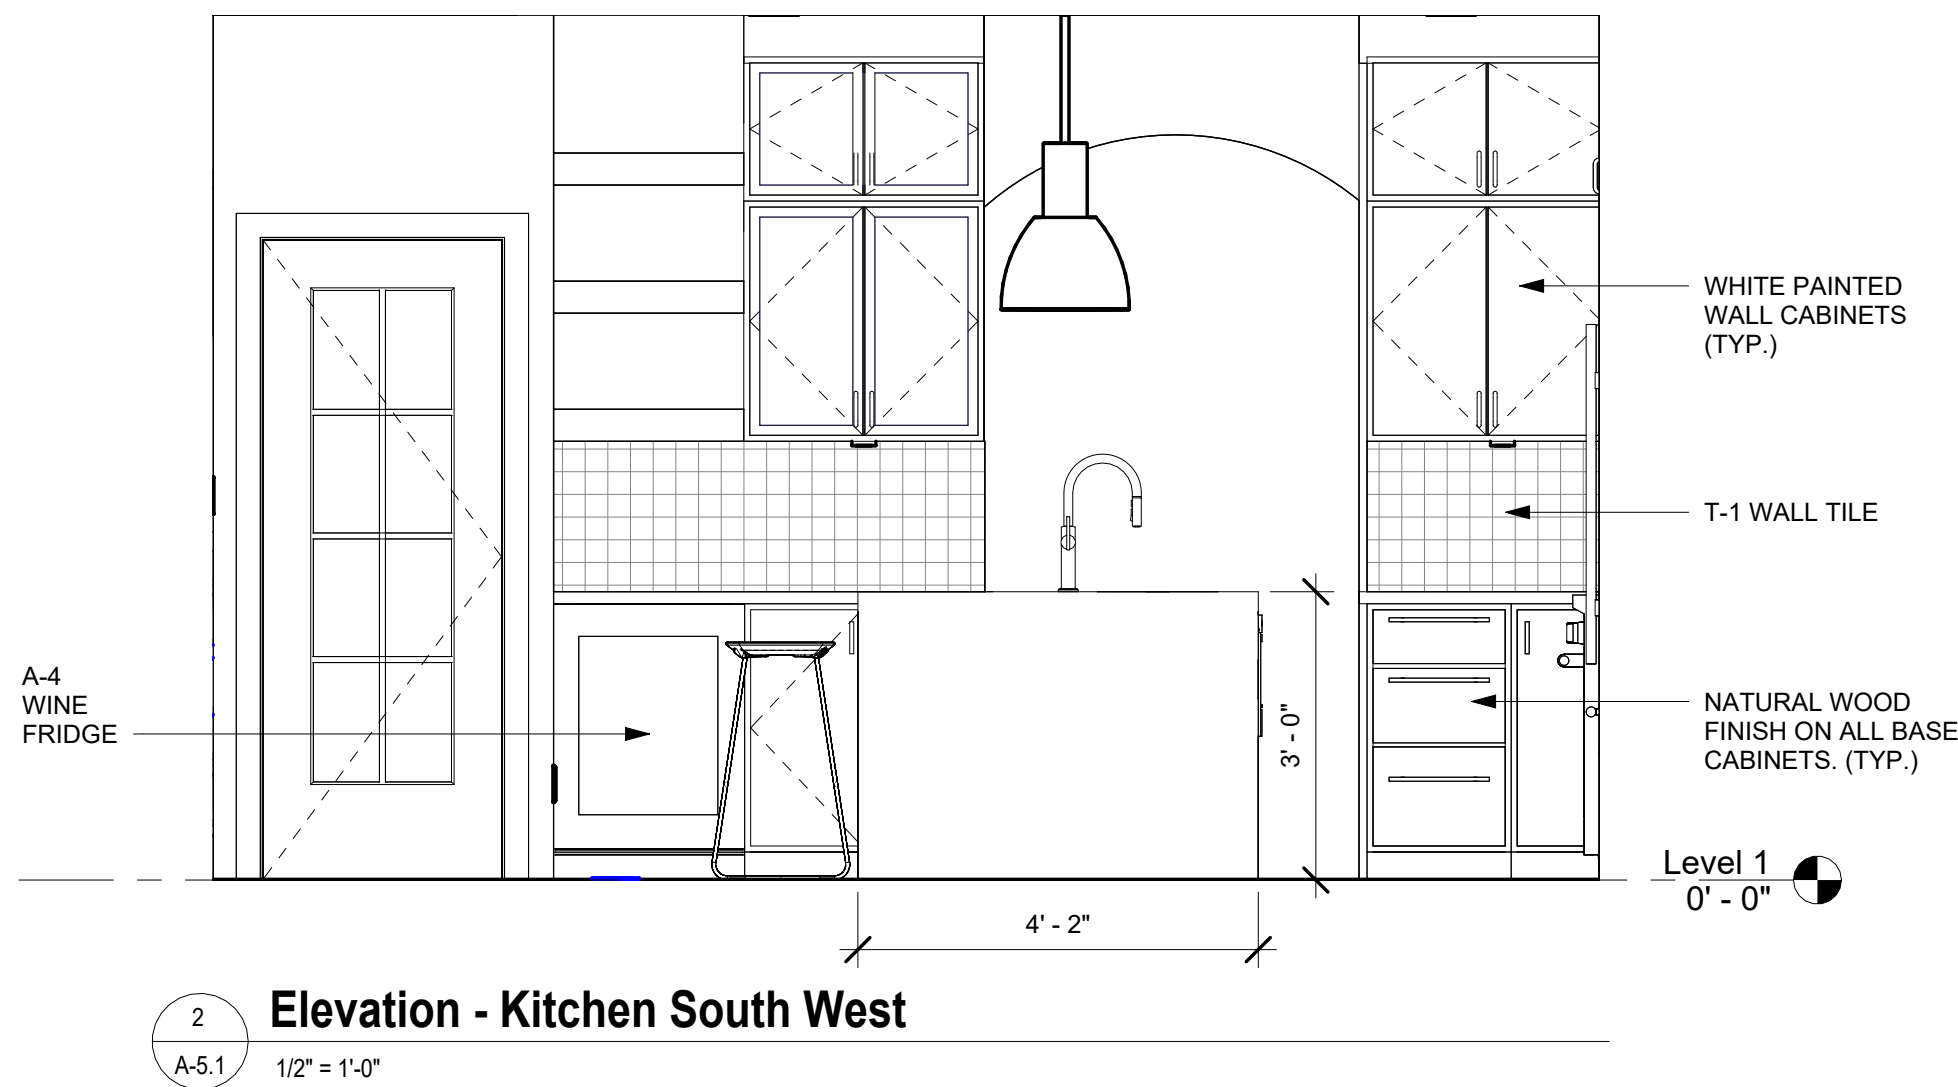 WHITE PAINTED
WALL CABINETS
(TYP.)
T-1 WALL TILE
A-4
WINE
FRIDGE
NATURAL WOOD
FINISH ON ALL BASE
CABINETS. (TYP.)
3' - 0"
Level 1
0' - 0"
4' - 2"
2
A-5.1
Elevation - Kitchen South West
1/2" = 1'-0"